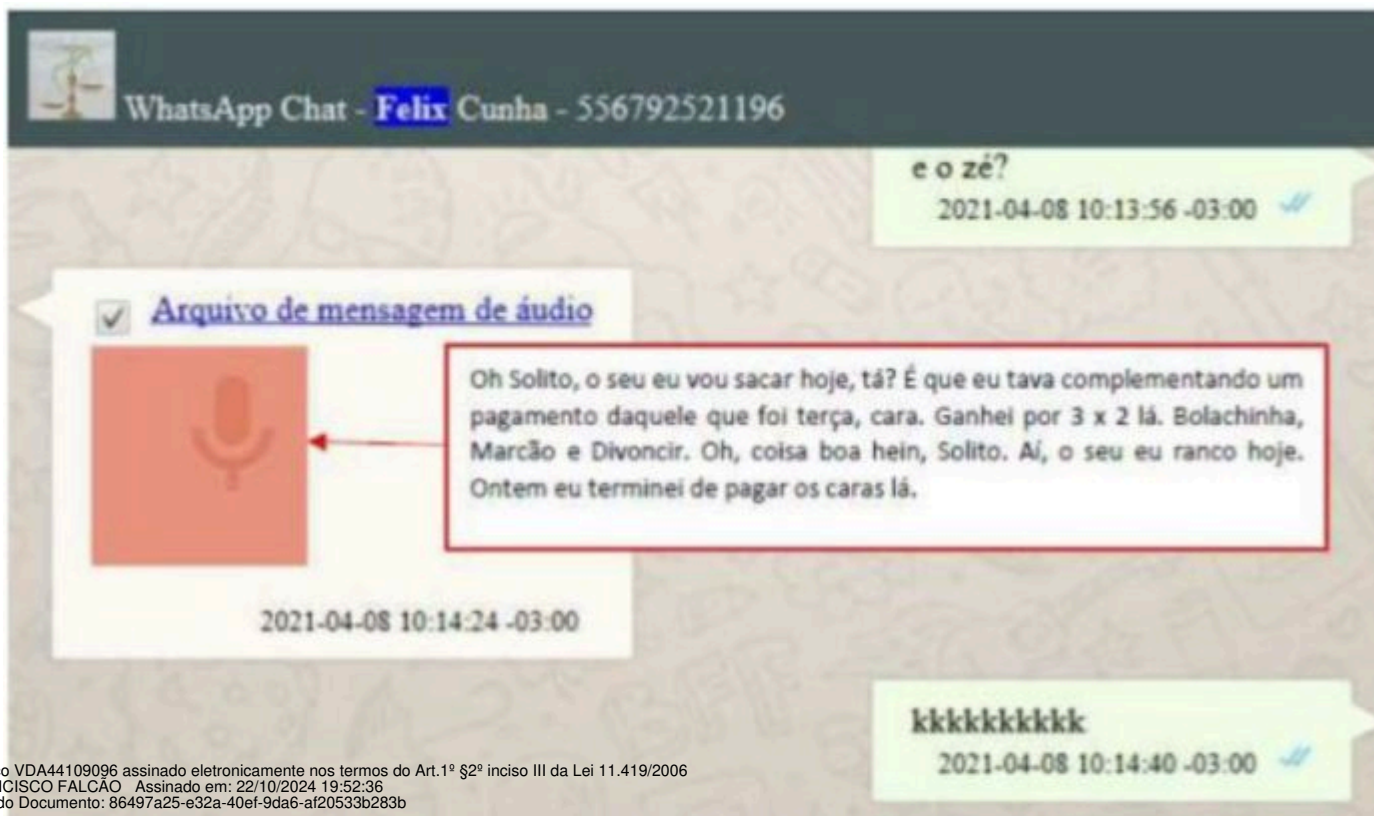 WhatsApp Chat - Felix Cunha - 556792521196
e o zé?
2021-04-08 10:13:56 -03:00
Arquivo de mensagem de áudio
Oh Solito, o seu eu vou sacar hoje, tá? É que eu tava complementando um
pagamento daquele que foi terça, cara. Ganhei por 3 x 2 lá. Bolachinha,
Marcão e Divoncir. Oh, coisa boa hein, Solito. Aí, o seu eu ranco hoje.
Ontem eu terminei de pagar os caras lá.
2021-04-08 10:14:24 -03:00
kkkkkkkkkk
2021-04-08 10:14:40 -03:00
o VDA44109096 assinado eletronicamente nos termos do Art.1º §2º inciso III da Lei 11.419/2006
CISCO FALCÃO Assinado em: 22/10/2024 19:52:36
do Documento: 86497a25-e32a-40ef-9da6-af20533b283b